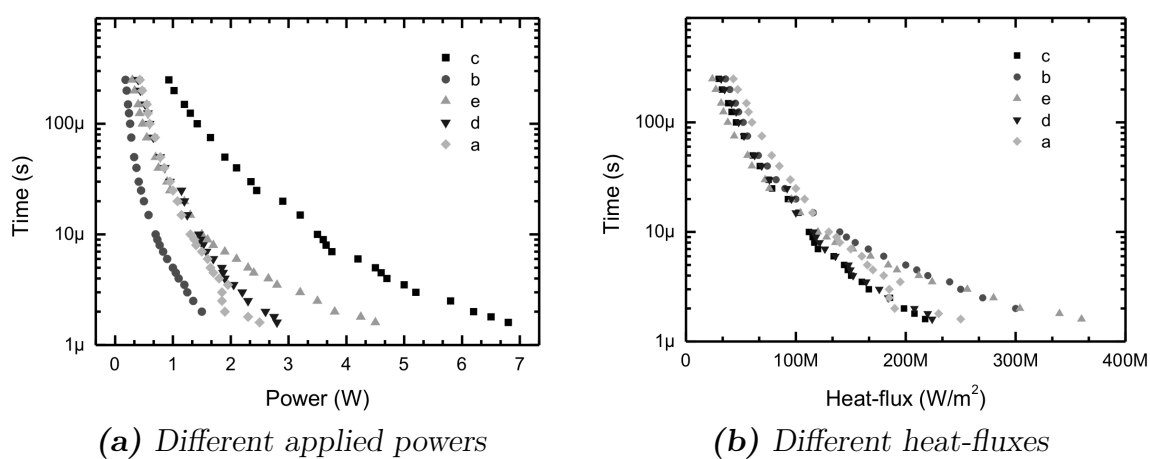 c
b
e
d
a
100µ
10µ
1µ
Time (s)
0 1 2 3 4 5 6 7
Power (W)
(a) Different applied powers
c
b
e
d
a
100µ
10µ
1µ
Time (s)
0 100M 200M 300M 400M
Heat-flux (W/m²)
(b) Different heat-fluxes